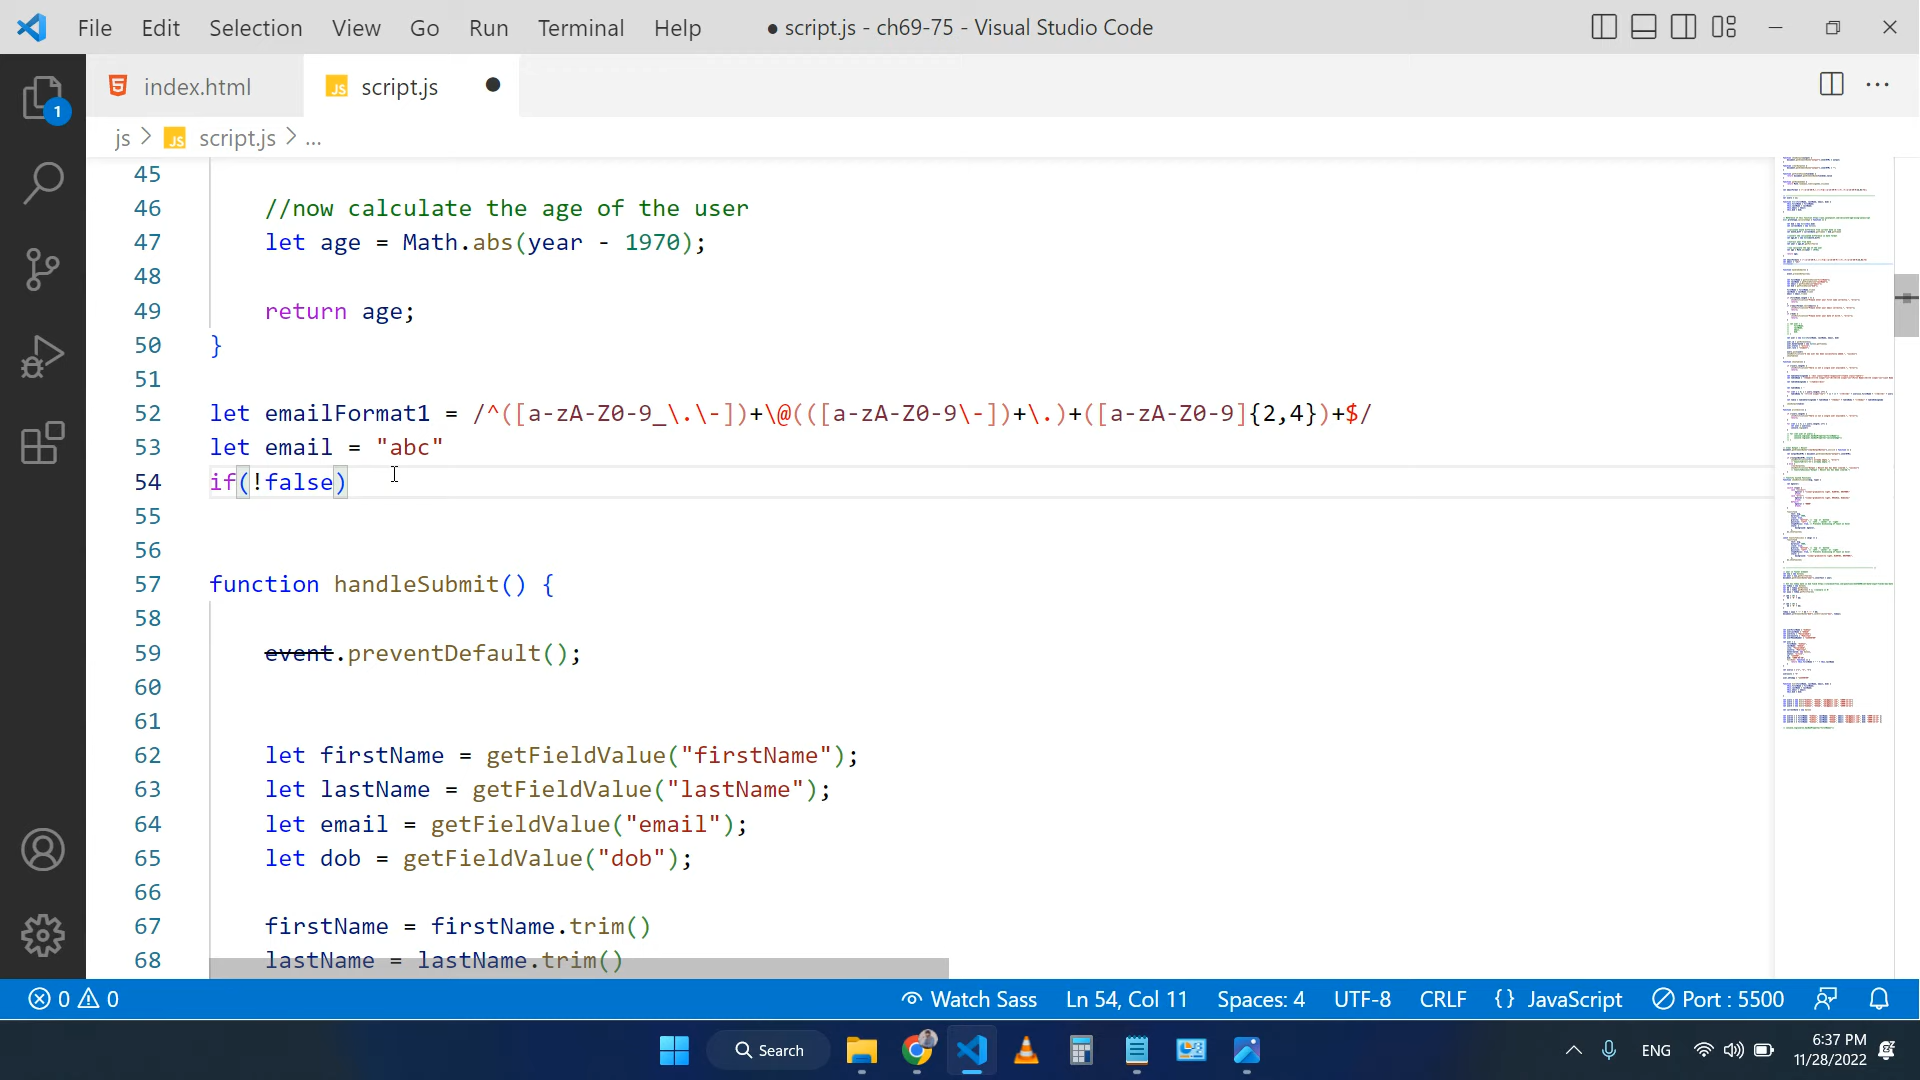 File Edit Selection View Go Run Terminal Help ● script.js - ch69-75 - Visual Studio Code
index.html JS script.js
js > JS script.js > ...
1
45
46 //now calculate the age of the user
47 let age = Math.abs(year - 1970);
48
49 return age;
50 }
51
52 let emailFormat1 = /^([a-zA-Z0-9_\.\-])+\@(([a-zA-Z0-9\-])+\.)+([a-zA-Z0-9]{2,4})+$/
53 let email = "abc"
54 if(!false)
55
56
57 function handleSubmit() {
58
59 event.preventDefault();
60
61
62 let firstName = getFieldValue("firstName");
63 let lastName = getFieldValue("lastName");
64 let email = getFieldValue("email");
65 let dob = getFieldValue("dob");
66
67 firstName = firstName.trim()
68 lastName = lastName.trim()
0 0 Watch Sass Ln 54, Col 11 Spaces: 4 UTF-8 CRLF {} JavaScript Port : 5500
Search ENG 6:37 PM
11/28/2022